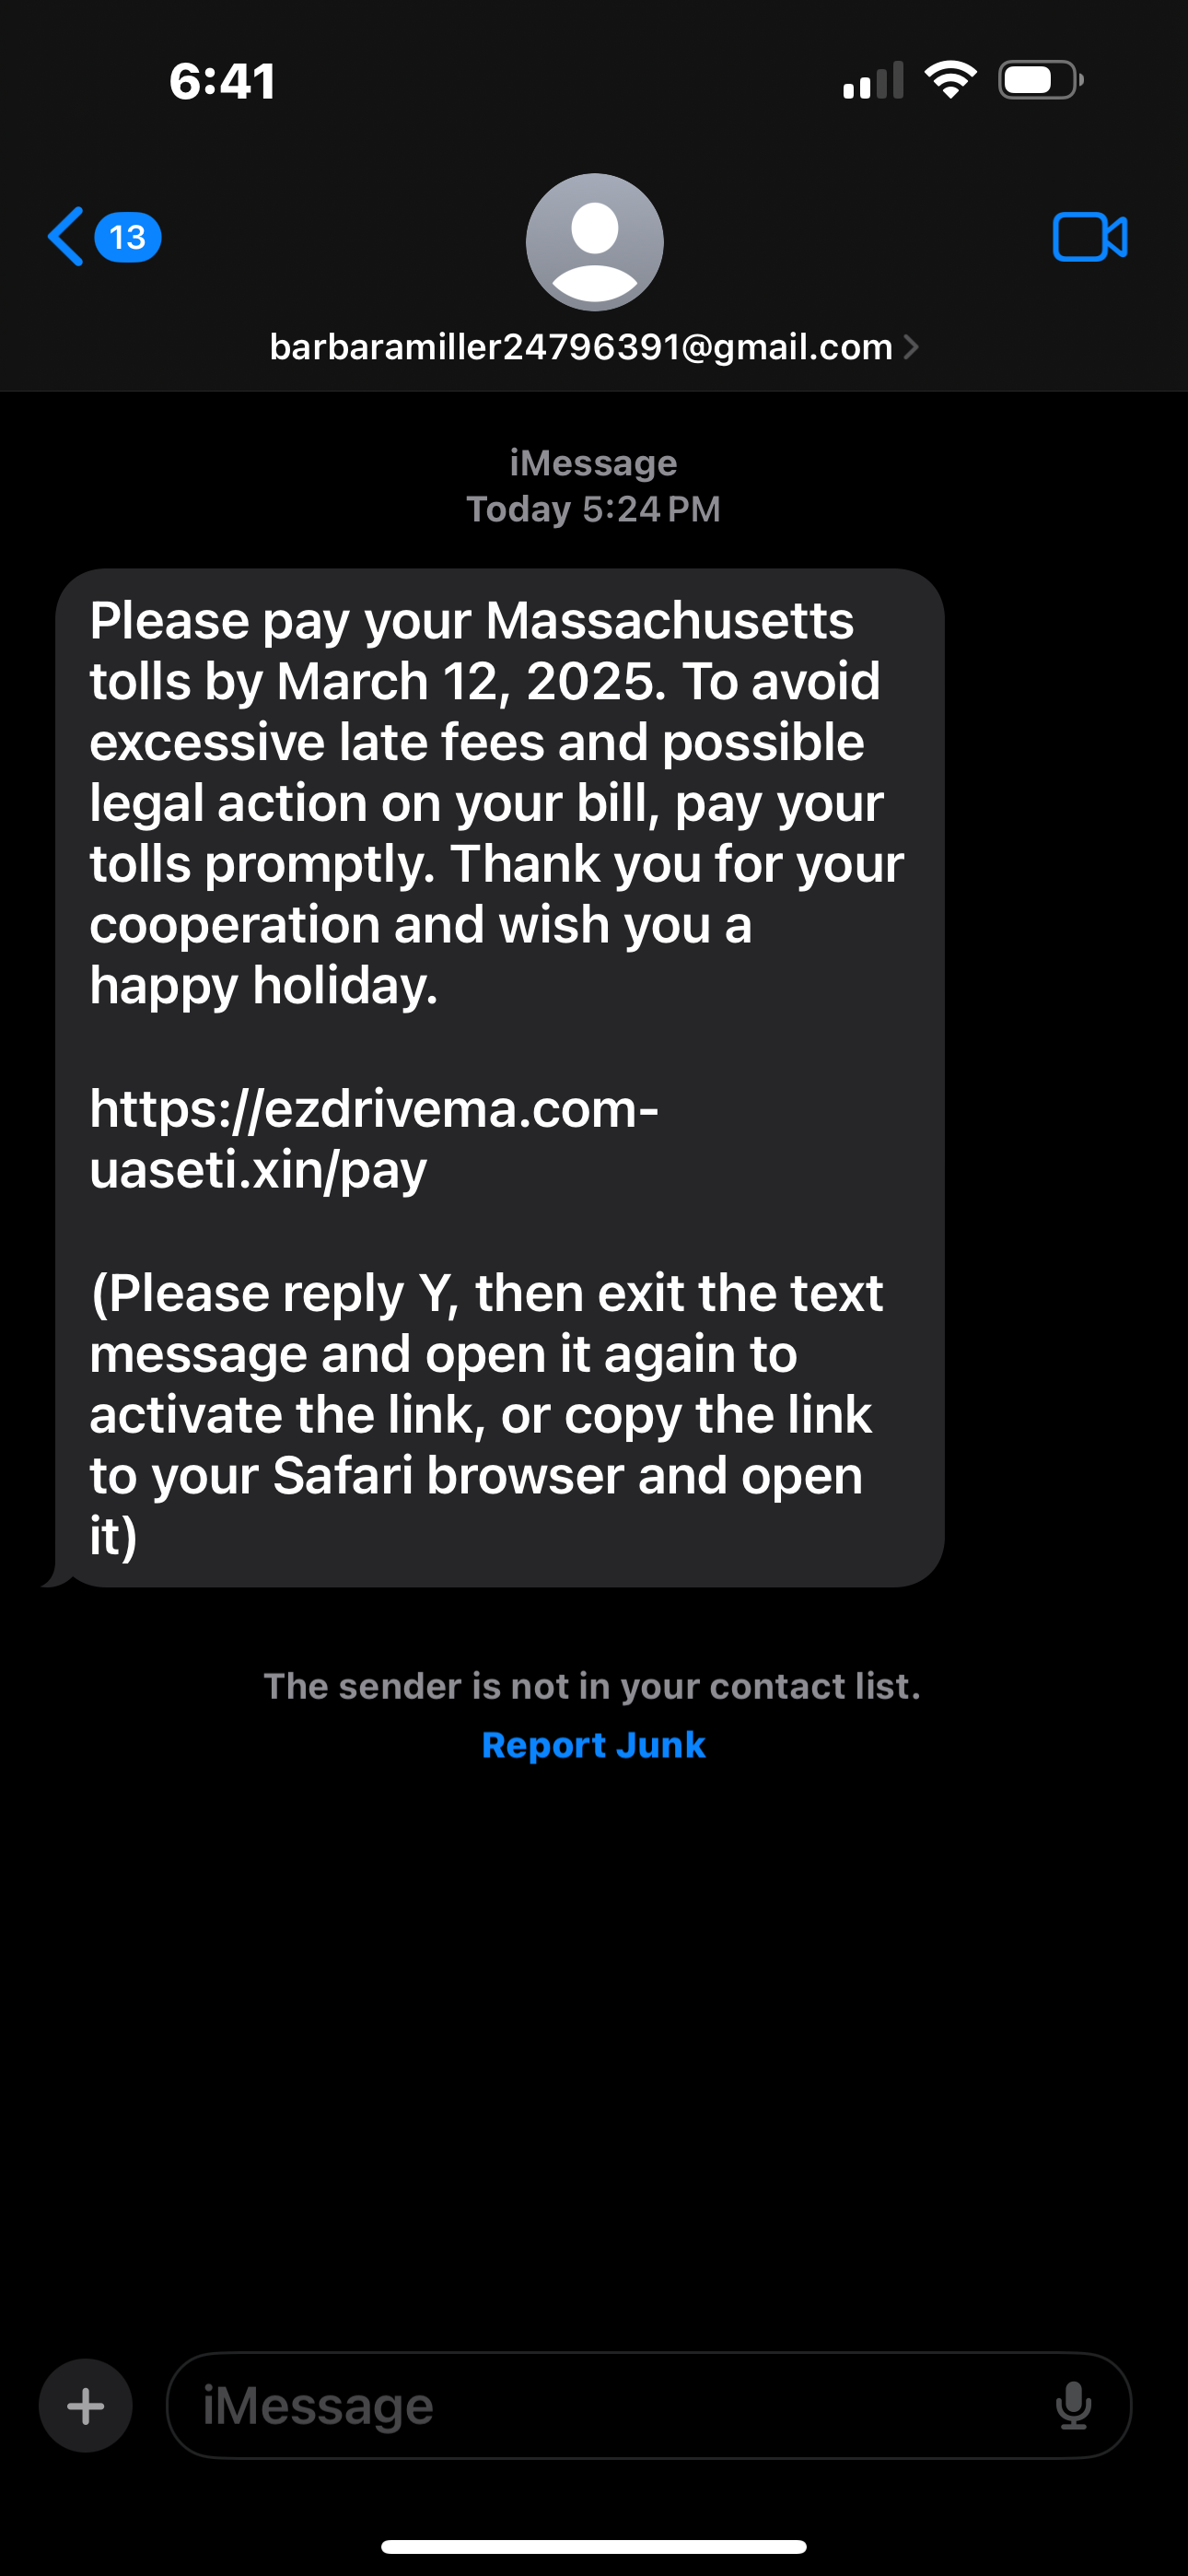 6:41
13
barbaramiller24796391@gmail.com
iMessage
Today 5:24 PM
Please pay your Massachusetts
tolls by March 12, 2025. To avoid
excessive late fees and possible
legal action on your bill, pay your
tolls promptly. Thank you for your
cooperation and wish you a
happy holiday.
https://ezdrivema.com-
uaseti.xin/pay
(Please reply Y, then exit the text
message and open it again to
activate the link, or copy the link
to your Safari browser and open
it)
The sender is not in your contact list.
Report Junk
iMessage